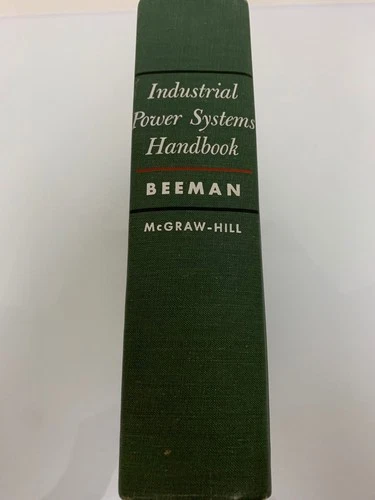 Industrial
Power Systems
Handbook
BEEMAN
McGRAW-HILL